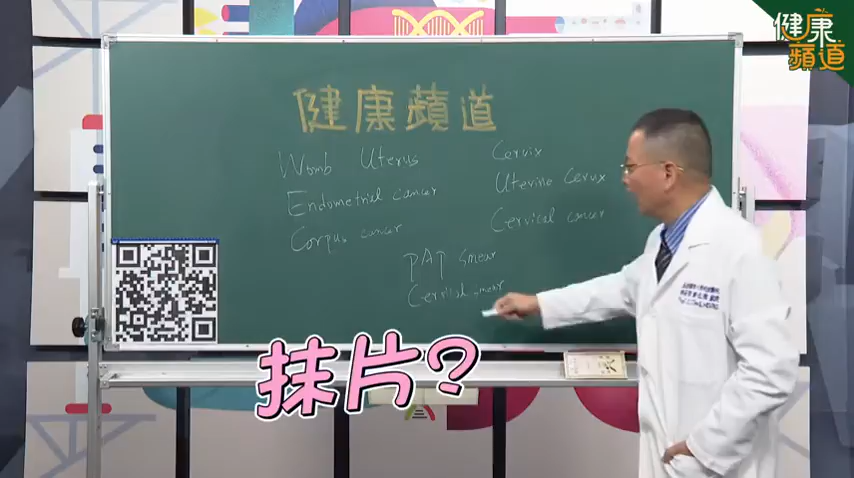 健康
蘋道
健康蘋道
Womb Uterus
Cervix
Endometrial cancer
Uterine Cervix
Corpus cancer
Cervical cancer
PAP smear
Cervical smear
抹片?